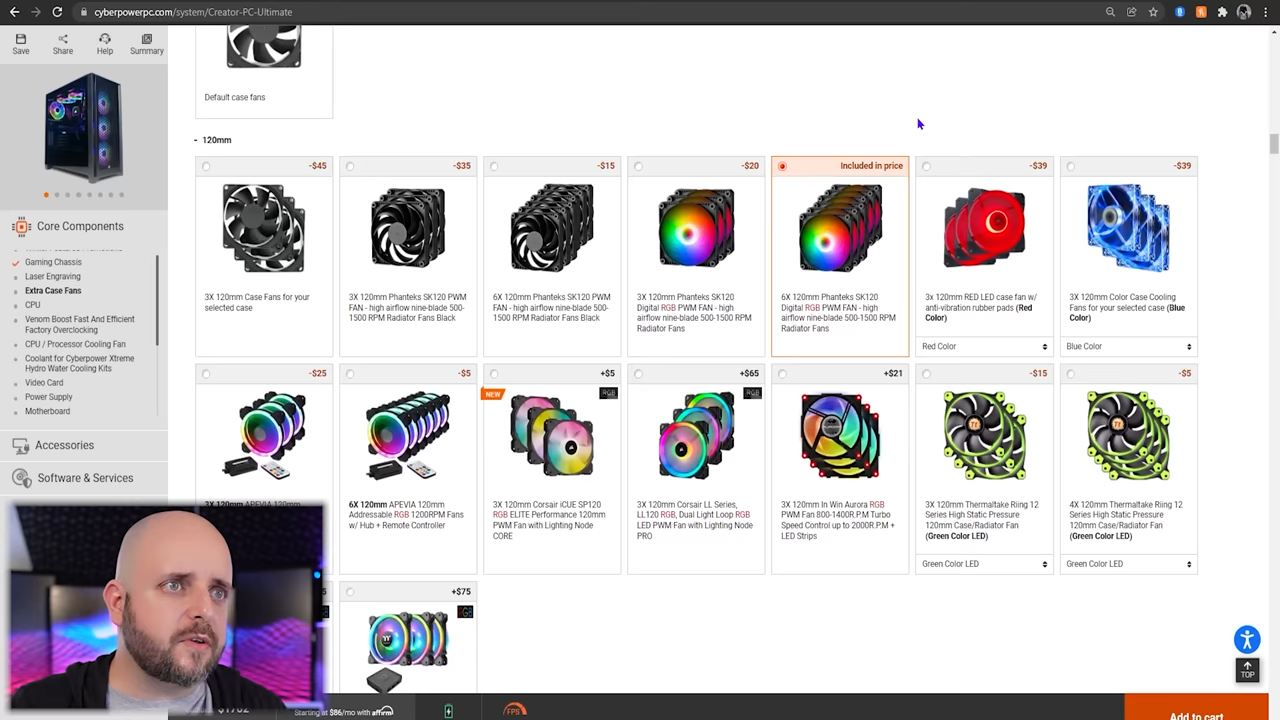 cyberpowerpc.com/system/Creator-PC-Ultimate
Save
Share
Help
Summary
Default case fans
- 120mm
-$45
3X 120mm Case Fans for your
selected case
-$35
3X 120mm Phanteks SK120 PWM
FAN - high airflow nine-blade 500-
1500 RPM Radiator Fans Black
-$15
6X 120mm Phanteks SK120 PWM
FAN - high airflow nine-blade 500-
1500 RPM Radiator Fans Black
-$20
3X 120mm Phanteks SK120
Digital RGB PWM FAN - high
airflow nine-blade 500-1500 RPM
Radiator Fans
Included in price
6X 120mm Phanteks SK120
Digital RGB PWM FAN - high
airflow nine-blade 500-1500 RPM
Radiator Fans
-$39
3x 120mm RED LED case fan w/
anti-vibration rubber pads (Red
Color)
Red Color
-$39
3X 120mm Color Case Cooling
Fans for your selected case (Blue
Color)
Blue Color
Core Components
Gaming Chassis
Laser Engraving
Extra Case Fans
CPU
Venom Boost Fast And Efficient
Factory Overclocking
CPU / Processor Cooling Fan
Coolant for Cyberpower Xtreme
Hydro Water Cooling Kits
Video Card
Power Supply
Motherboard
Accessories
Software & Services
-$25
3X 120mm APEVIA 120mm
-$5
6X 120mm APEVIA 120mm
Addressable RGB 1200RPM Fans
w/ Hub + Remote Controller
NEW
+$5
RGB
3X 120mm Corsair iCUE SP120
RGB ELITE Performance 120mm
PWM Fan with Lighting Node
CORE
+$65
RGB
3X 120mm Corsair LL Series,
LL120 RGB, Dual Light Loop RGB
LED PWM Fan with Lighting Node
PRO
+$21
3X 120mm In Win Aurora RGB
PWM Fan 800-1400R.P.M Turbo
Speed Control up to 2000R.P.M +
LED Strips
-$15
3X 120mm Thermaltake Riing 12
Series High Static Pressure
120mm Case/Radiator Fan
(Green Color LED)
Green Color LED
-$5
4X 120mm Thermaltake Riing 12
Series High Static Pressure
120mm Case/Radiator Fan
(Green Color LED)
Green Color LED
+$75
RGB
TOP
Starting at $86/mo with affirm
FPS
Add to cart